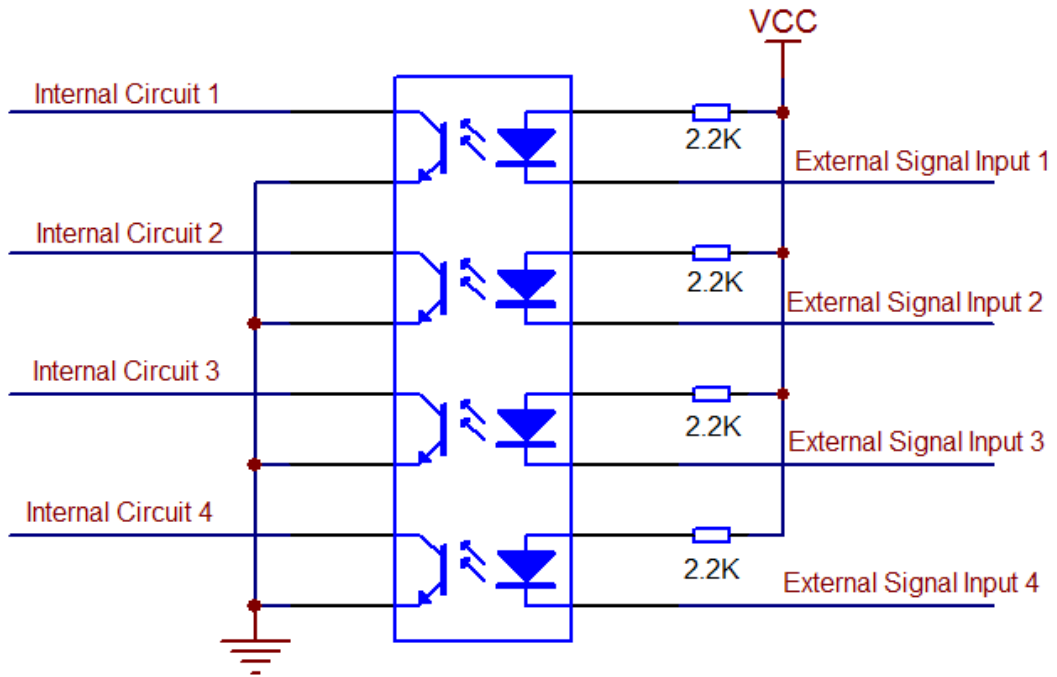 VCC
Internal Circuit 1
2.2K
External Signal Input 1
Internal Circuit 2
2.2K
External Signal Input 2
Internal Circuit 3
2.2K
External Signal Input 3
Internal Circuit 4
2.2K
External Signal Input 4